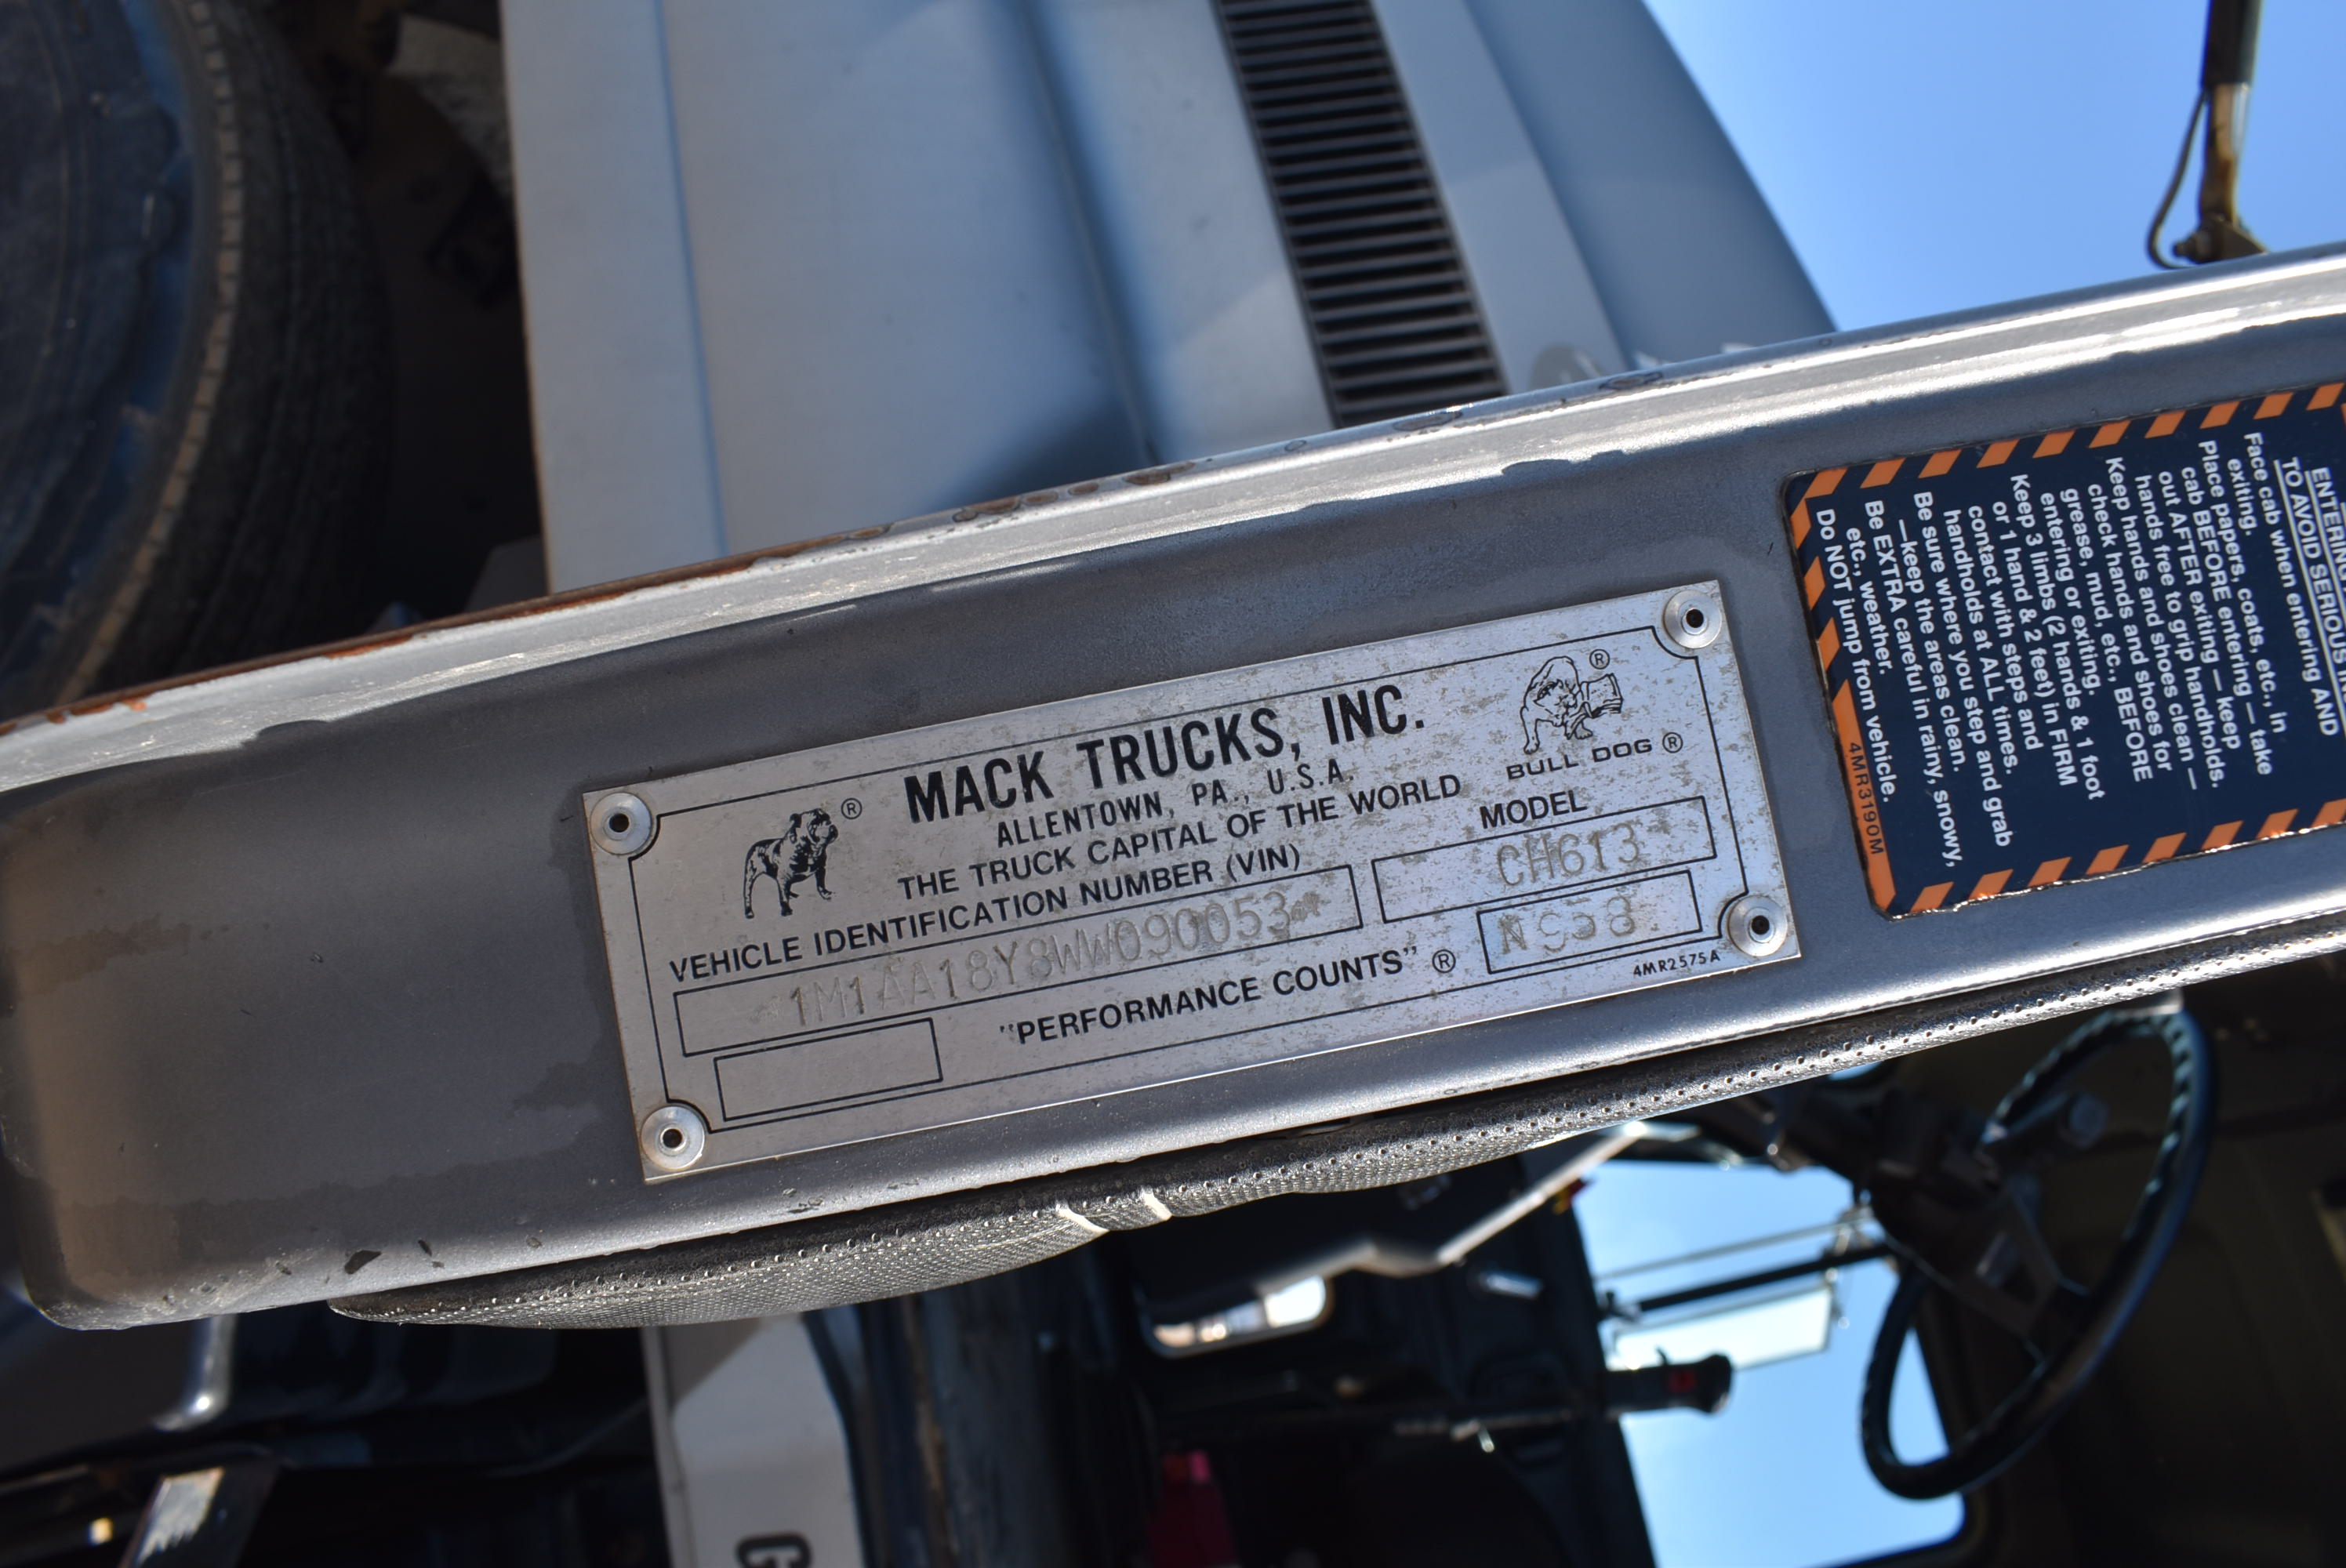 MACK TRUCKS, INC.
ALLENTOWN, PA., U.S.A.
THE TRUCK CAPITAL OF THE WORLD
BULL DOG ®
®
®
VEHICLE IDENTIFICATION NUMBER (VIN)
MODEL
1M1AA18Y8WW090053
CH613
"PERFORMANCE COUNTS" ®
4MR2575A
TO AVOID SERIOUS
Face cab when entering AND
exiting.
Place papers, coats, etc., in
cab BEFORE entering — keep
out AFTER exiting — take
hands free to grip handholds.
Keep hands and shoes clean —
check hands and shoes for
grease, mud, etc., BEFORE
entering or exiting.
Keep 3 limbs (2 hands & 1 foot
or 1 hand & 2 feet) in FIRM
contact with steps and
handholds at ALL times.
Be sure where you step and grab
—keep the areas clean.
Be EXTRA careful in rainy, snowy,
etc., weather.
Do NOT jump from vehicle.
4MR3190M